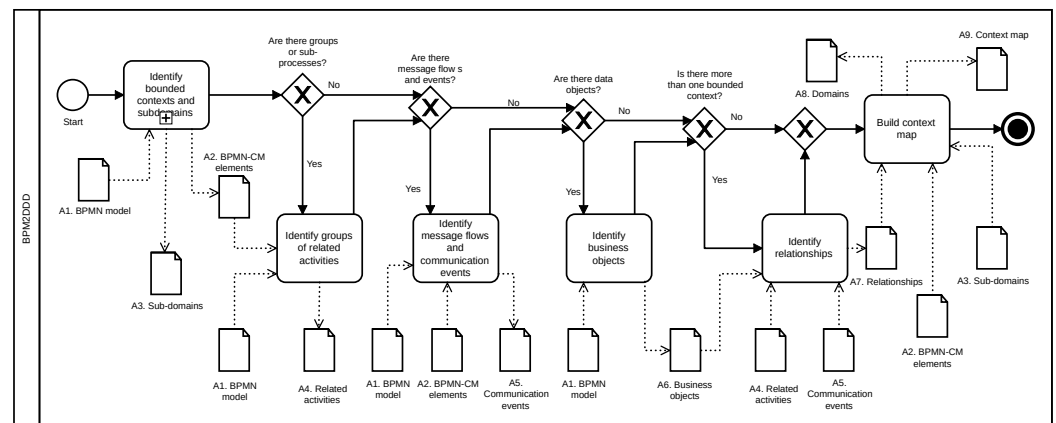 BPM2DDD
Start
Identify
bounded
contexts and
subdomains
A1. BPMN model
A2. BPMN-CM
elements
A3. Sub-domains
Are there groups
or sub-
processes?
No
Yes
Identify groups
of related
activities
A1. BPMN
model
A4. Related
activities
Are there
message flow s
and events?
No
Yes
Identify
message flows
and
communication
events
A1. BPMN
model
A2. BPMN-CM
elements
A5.
Communication
events
Are there data
objects?
No
Yes
Identify
business
objects
A1. BPMN
model
A6. Business
objects
Is there more
than one bounded
context?
No
Yes
Identify
relationships
A4. Related
activities
A5.
Communication
events
A7. Relationships
A8. Domains
A9. Context map
Build context
map
A2. BPMN-CM
elements
A3. Sub-domains